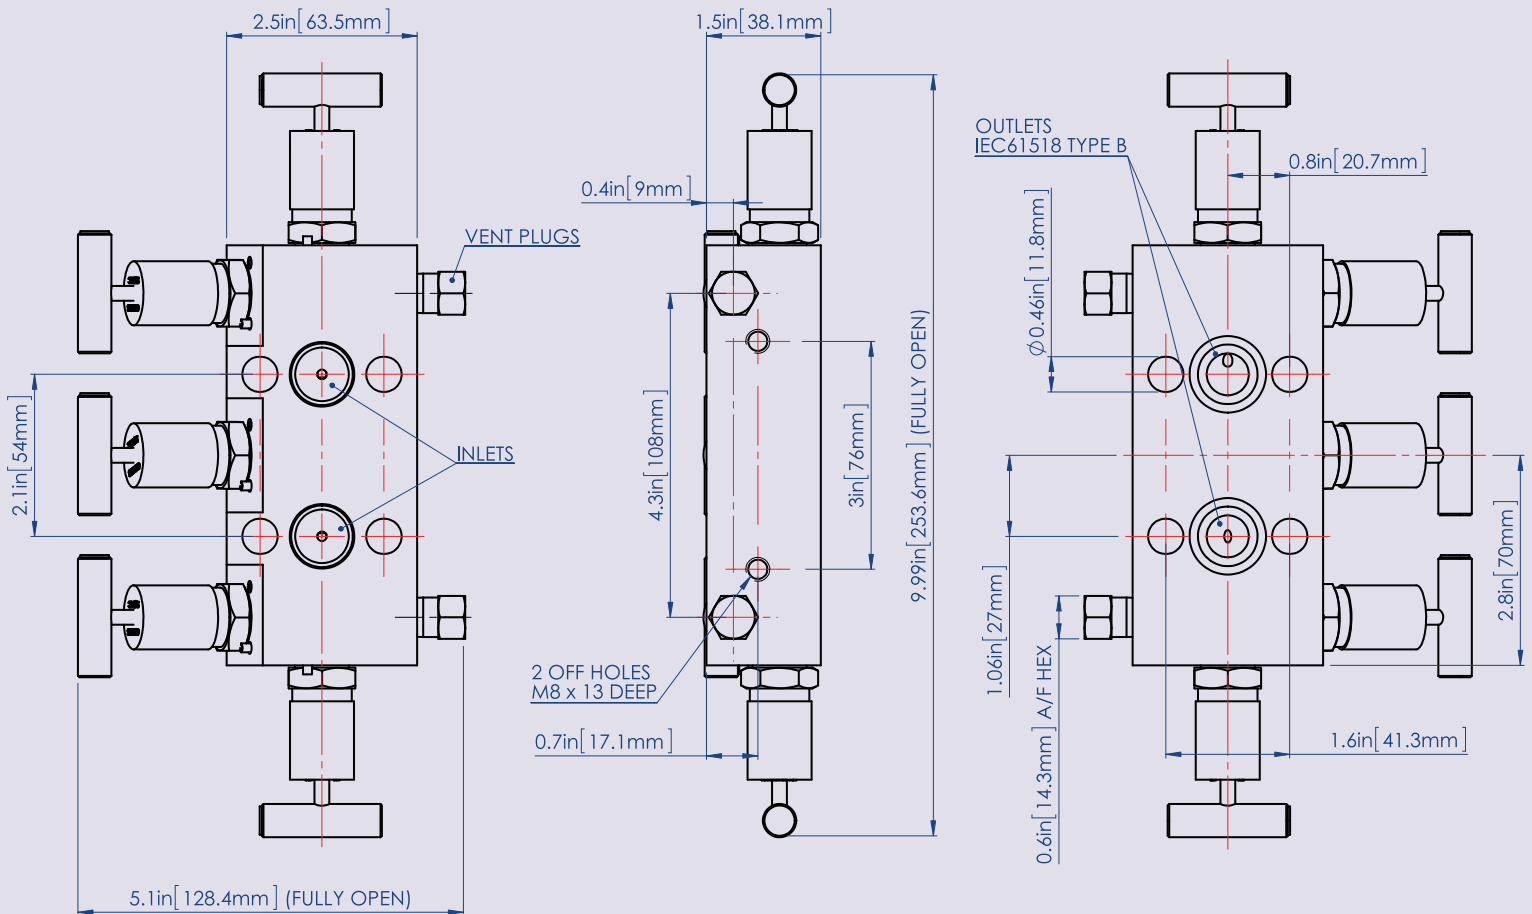 2.5in[63.5mm]
1.5in[38.1mm]
OUTLETS
IEC61518 TYPE B
0.8in[20.7mm]
0.4in[9mm]
VENT PLUGS
Ø0.46in[11.8mm]
2.1in[54mm]
INLETS
4.3in[108mm]
3in[76mm]
9.99in[253.6mm] (FULLY OPEN)
1.06in[27mm]
2.8in[70mm]
2 OFF HOLES
M8 x 13 DEEP
0.7in[17.1mm]
0.6in[14.3mm] A/F HEX
1.6in[41.3mm]
5.1in[128.4mm] (FULLY OPEN)